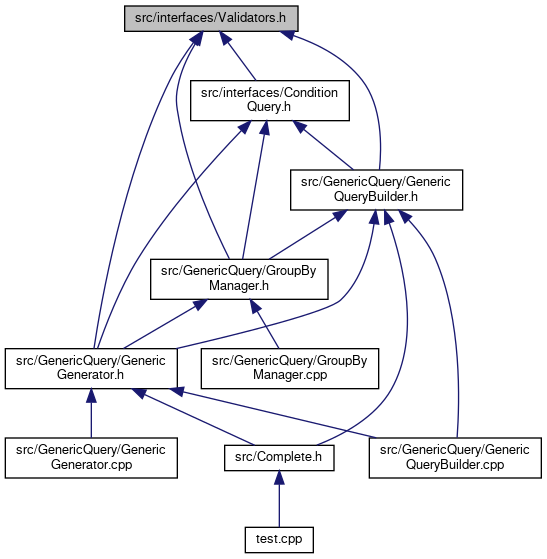 src/interfaces/Validators.h
src/interfaces/Condition
Query.h
src/GenericQuery/Generic
QueryBuilder.h
src/GenericQuery/GroupBy
Manager.h
src/GenericQuery/Generic
Generator.h
src/GenericQuery/GroupBy
Manager.cpp
src/GenericQuery/Generic
Generator.cpp
src/Complete.h
src/GenericQuery/Generic
QueryBuilder.cpp
test.cpp